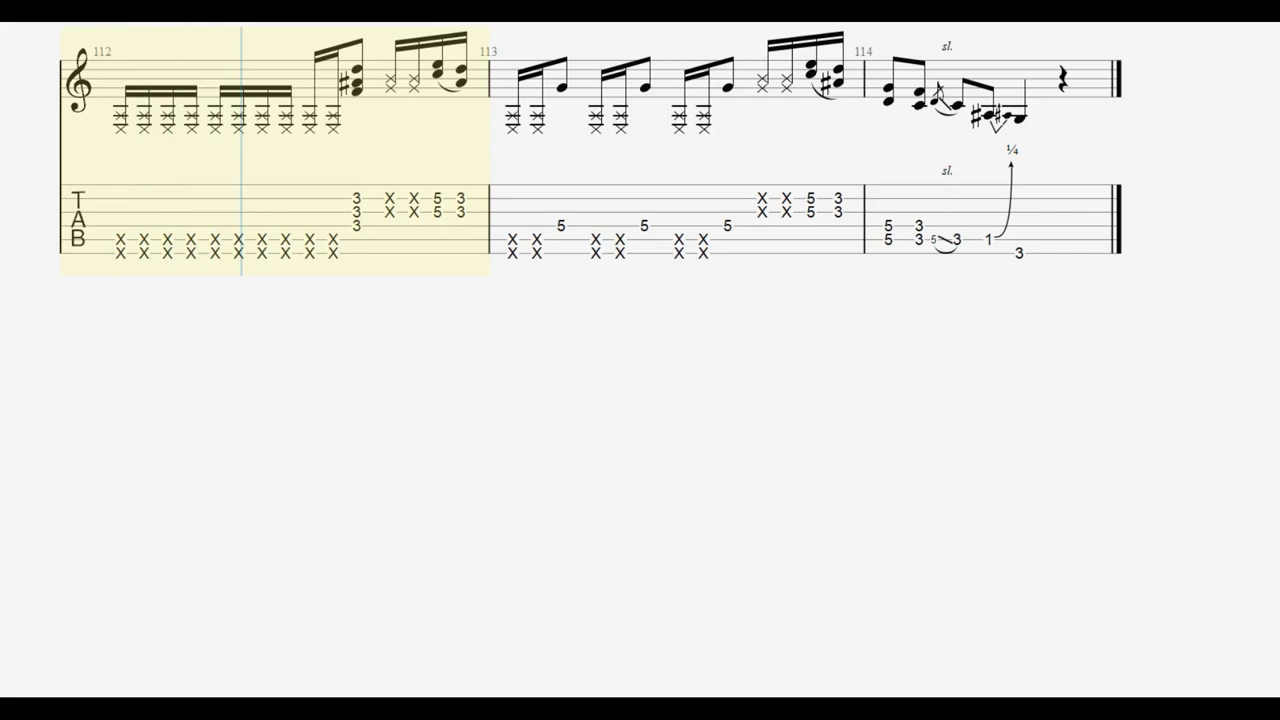 112 113 114
sl.
¼
sl.
T 3 X X 5 3 X X 5 3
3 X X 5 3 X X 5 3
A 3 5 5 5 5 3
B X X X X X X X X X X X X X X X X 5 3 5 3 1
X X X X X X X X X X X X X X X X 3